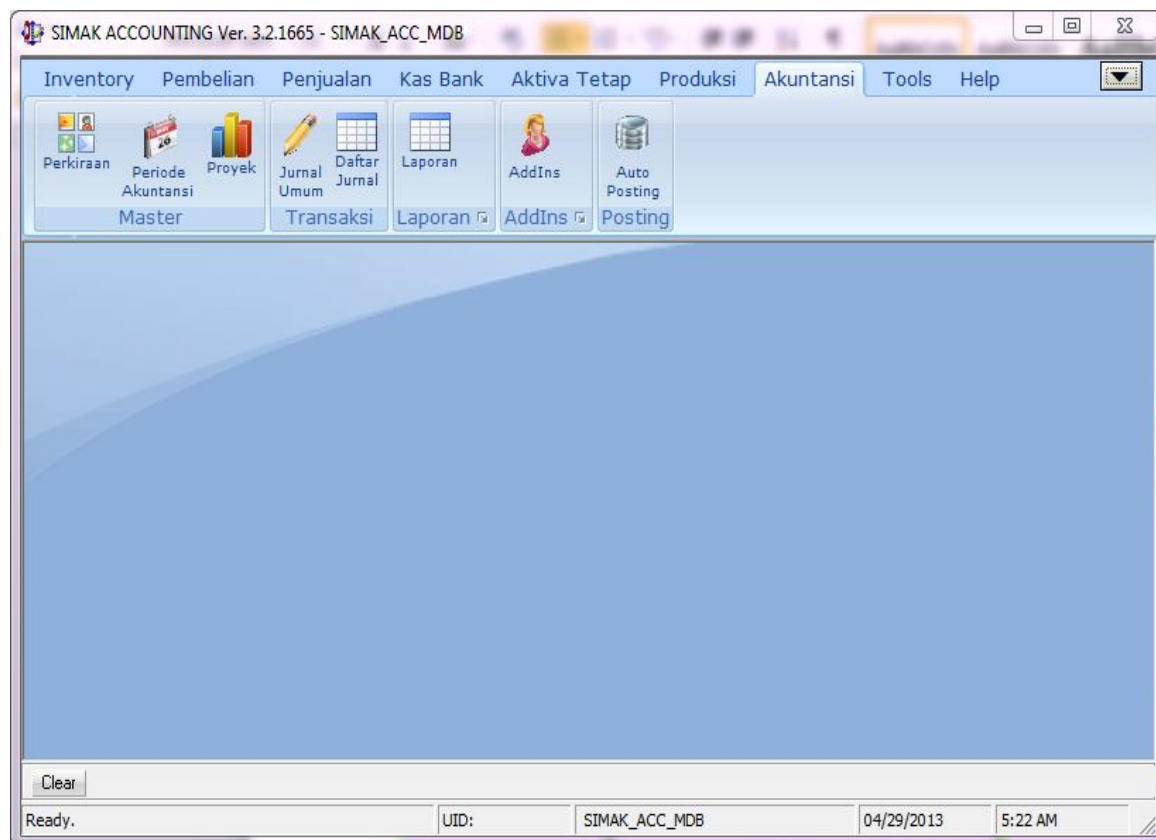 SIMAK ACCOUNTING Ver. 3.2.1665 - SIMAK_ACC_MDB
Inventory Pembelian Penjualan Kas Bank Aktiva Tetap Produksi Akuntansi Tools Help
Perkiraan
Periode
Akuntansi
Proyek
Master
Jurnal
Umum
Daftar
Jurnal
Transaksi
Laporan
Laporan
AddIns
AddIns
Auto
Posting
Posting
Clear
Ready. UID: SIMAK_ACC_MDB 04/29/2013 5:22 AM